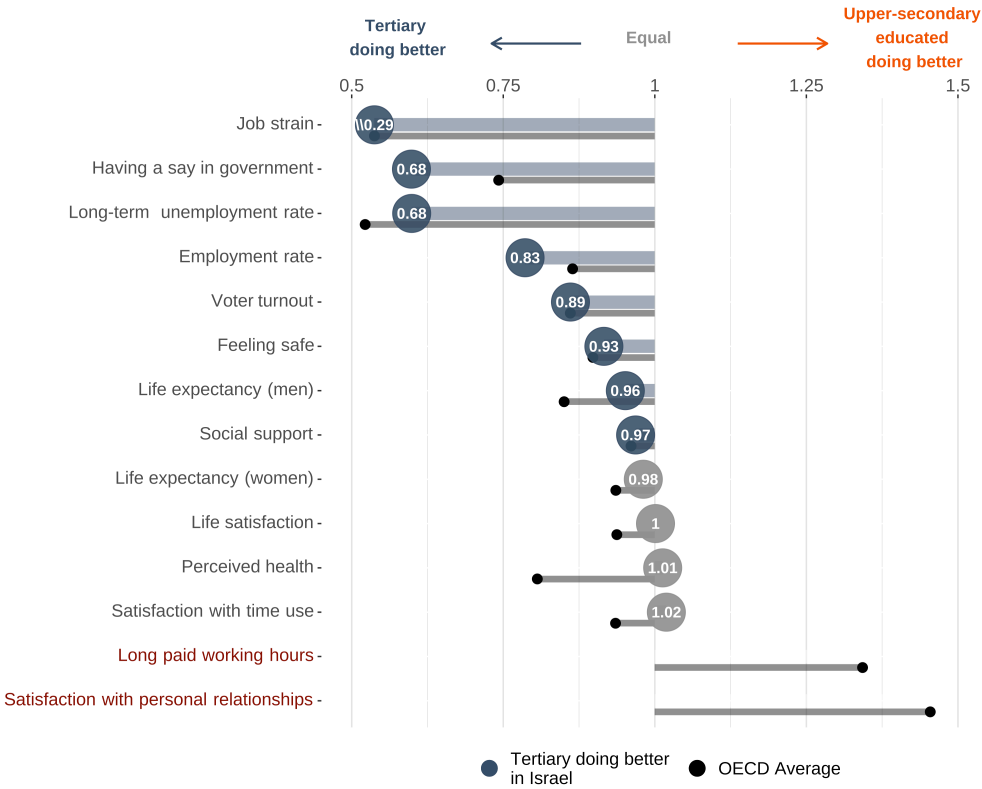 Tertiary
doing better
Equal
Upper-secondary
educated
doing better
0.5 0.75 1 1.25 1.5
Job strain \\0.29
Having a say in government 0.68
Long-term unemployment rate 0.68
Employment rate 0.83
Voter turnout 0.89
Feeling safe 0.93
Life expectancy (men) 0.96
Social support 0.97
Life expectancy (women) 0.98
Life satisfaction 1
Perceived health 1.01
Satisfaction with time use 1.02
Long paid working hours
Satisfaction with personal relationships
Tertiary doing better
in Israel
OECD Average